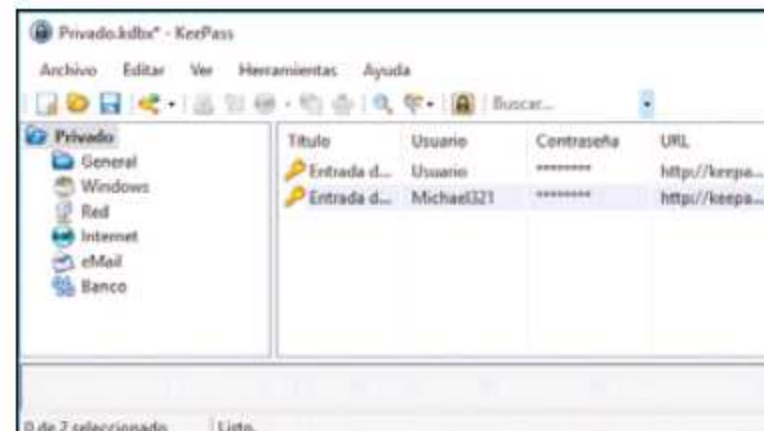 Privado.kdbx* - KeePass
Archivo Editar Ver Herramientas Ayuda
Buscar...
Privado
General
Windows
Red
Internet
eMail
Banco
Título Usuario Contraseña URL
Entrada d... Usuario ******** http://keepa...
Entrada d... Michael321 ******** http://keepa...
0 de 2 seleccionado Listo.